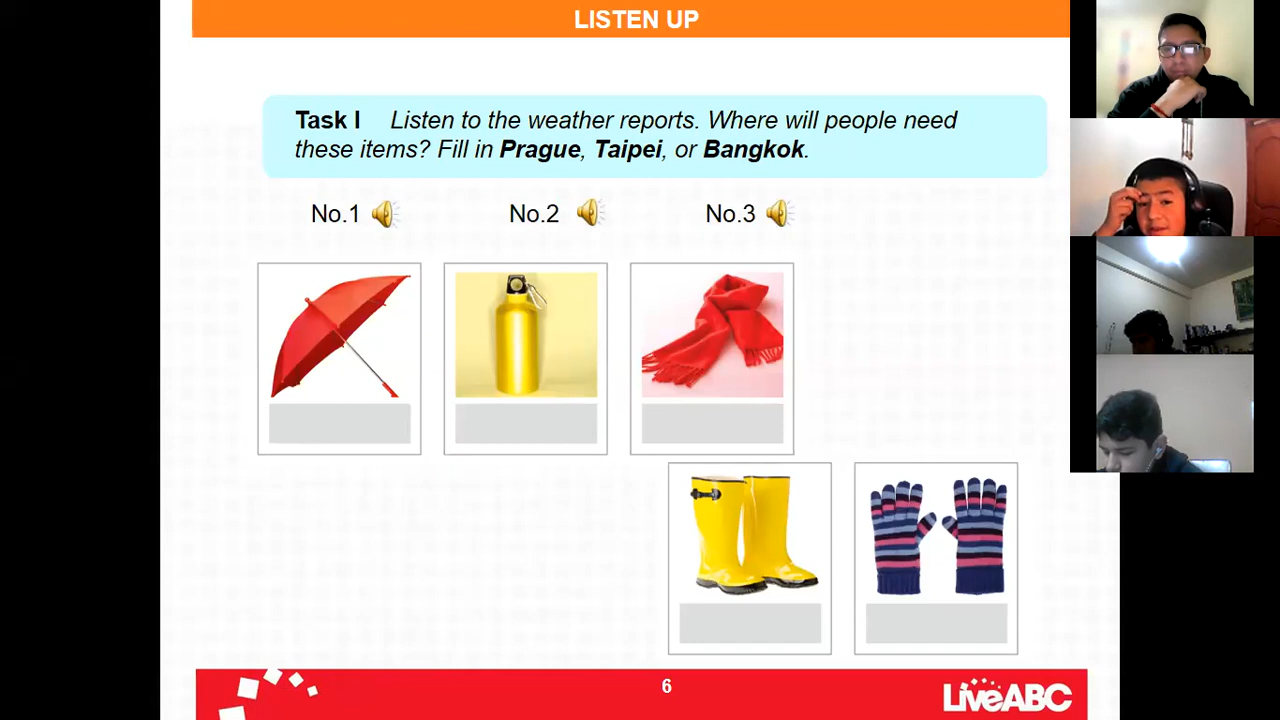 LISTEN UP
Task I Listen to the weather reports. Where will people need
these items? Fill in Prague, Taipei, or Bangkok.
No.1 No.2 No.3
6
LiveABC